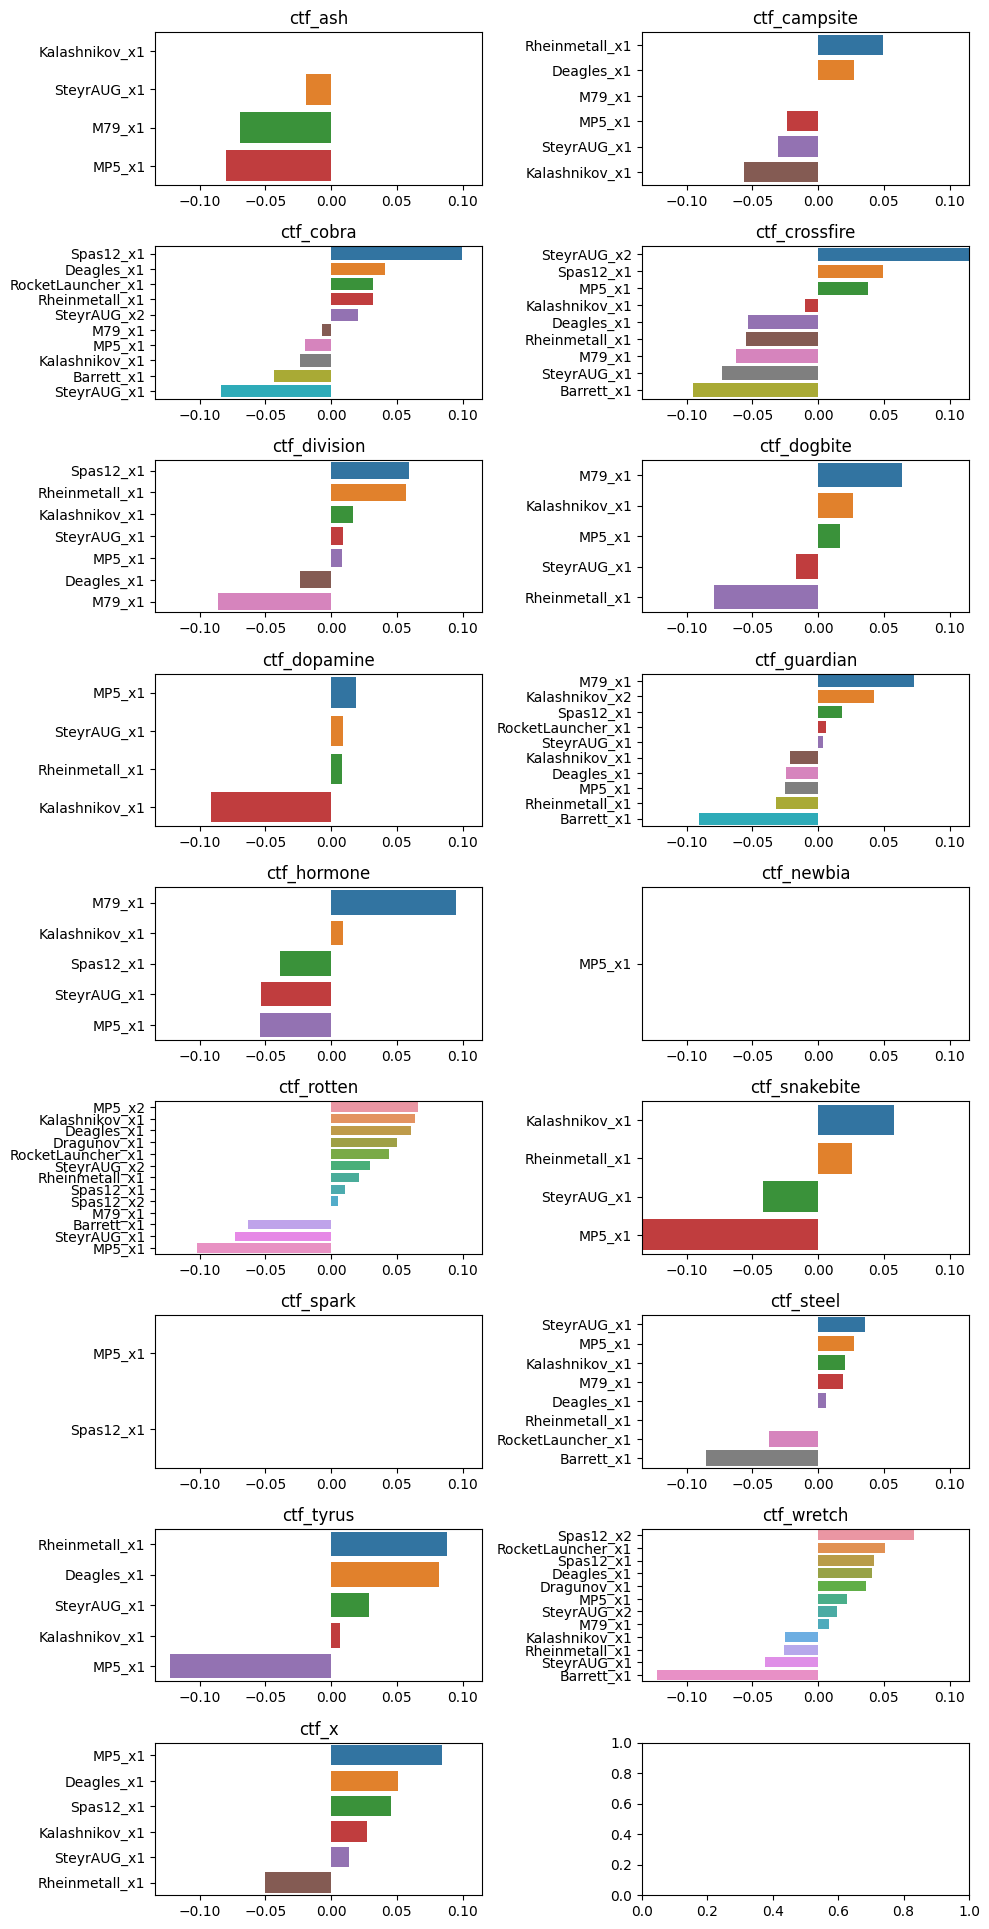 ctf_ash
Kalashnikov_x1
SteyrAUG_x1
M79_x1
MP5_x1
−0.10 −0.05 0.00 0.05 0.10
ctf_campsite
Rheinmetall_x1
Deagles_x1
M79_x1
MP5_x1
SteyrAUG_x1
Kalashnikov_x1
−0.10 −0.05 0.00 0.05 0.10
ctf_cobra
Spas12_x1
Deagles_x1
RocketLauncher_x1
Rheinmetall_x1
SteyrAUG_x2
M79_x1
MP5_x1
Kalashnikov_x1
Barrett_x1
SteyrAUG_x1
−0.10 −0.05 0.00 0.05 0.10
ctf_crossfire
SteyrAUG_x2
Spas12_x1
MP5_x1
Kalashnikov_x1
Deagles_x1
Rheinmetall_x1
M79_x1
SteyrAUG_x1
Barrett_x1
−0.10 −0.05 0.00 0.05 0.10
ctf_division
Spas12_x1
Rheinmetall_x1
Kalashnikov_x1
SteyrAUG_x1
MP5_x1
Deagles_x1
M79_x1
−0.10 −0.05 0.00 0.05 0.10
ctf_dogbite
M79_x1
Kalashnikov_x1
MP5_x1
SteyrAUG_x1
Rheinmetall_x1
−0.10 −0.05 0.00 0.05 0.10
ctf_dopamine
MP5_x1
SteyrAUG_x1
Rheinmetall_x1
Kalashnikov_x1
−0.10 −0.05 0.00 0.05 0.10
ctf_guardian
M79_x1
Kalashnikov_x2
Spas12_x1
RocketLauncher_x1
SteyrAUG_x1
Kalashnikov_x1
Deagles_x1
MP5_x1
Rheinmetall_x1
Barrett_x1
−0.10 −0.05 0.00 0.05 0.10
ctf_hormone
M79_x1
Kalashnikov_x1
Spas12_x1
SteyrAUG_x1
MP5_x1
−0.10 −0.05 0.00 0.05 0.10
ctf_newbia
MP5_x1
−0.10 −0.05 0.00 0.05 0.10
ctf_rotten
MP5_x2
Kalashnikov_x1
Deagles_x1
Dragunov_x1
RocketLauncher_x1
SteyrAUG_x2
Rheinmetall_x1
Spas12_x1
Spas12_x2
M79_x1
Barrett_x1
SteyrAUG_x1
MP5_x1
−0.10 −0.05 0.00 0.05 0.10
ctf_snakebite
Kalashnikov_x1
Rheinmetall_x1
SteyrAUG_x1
MP5_x1
−0.10 −0.05 0.00 0.05 0.10
ctf_spark
MP5_x1
Spas12_x1
−0.10 −0.05 0.00 0.05 0.10
ctf_steel
SteyrAUG_x1
MP5_x1
Kalashnikov_x1
M79_x1
Deagles_x1
Rheinmetall_x1
RocketLauncher_x1
Barrett_x1
−0.10 −0.05 0.00 0.05 0.10
ctf_tyrus
Rheinmetall_x1
Deagles_x1
SteyrAUG_x1
Kalashnikov_x1
MP5_x1
−0.10 −0.05 0.00 0.05 0.10
ctf_wretch
Spas12_x2
RocketLauncher_x1
Spas12_x1
Deagles_x1
Dragunov_x1
MP5_x1
SteyrAUG_x2
M79_x1
Kalashnikov_x1
Rheinmetall_x1
SteyrAUG_x1
Barrett_x1
−0.10 −0.05 0.00 0.05 0.10
ctf_x
MP5_x1
Deagles_x1
Spas12_x1
Kalashnikov_x1
SteyrAUG_x1
Rheinmetall_x1
−0.10 −0.05 0.00 0.05 0.10
1.0
0.8
0.6
0.4
0.2
0.0
0.0 0.2 0.4 0.6 0.8 1.0